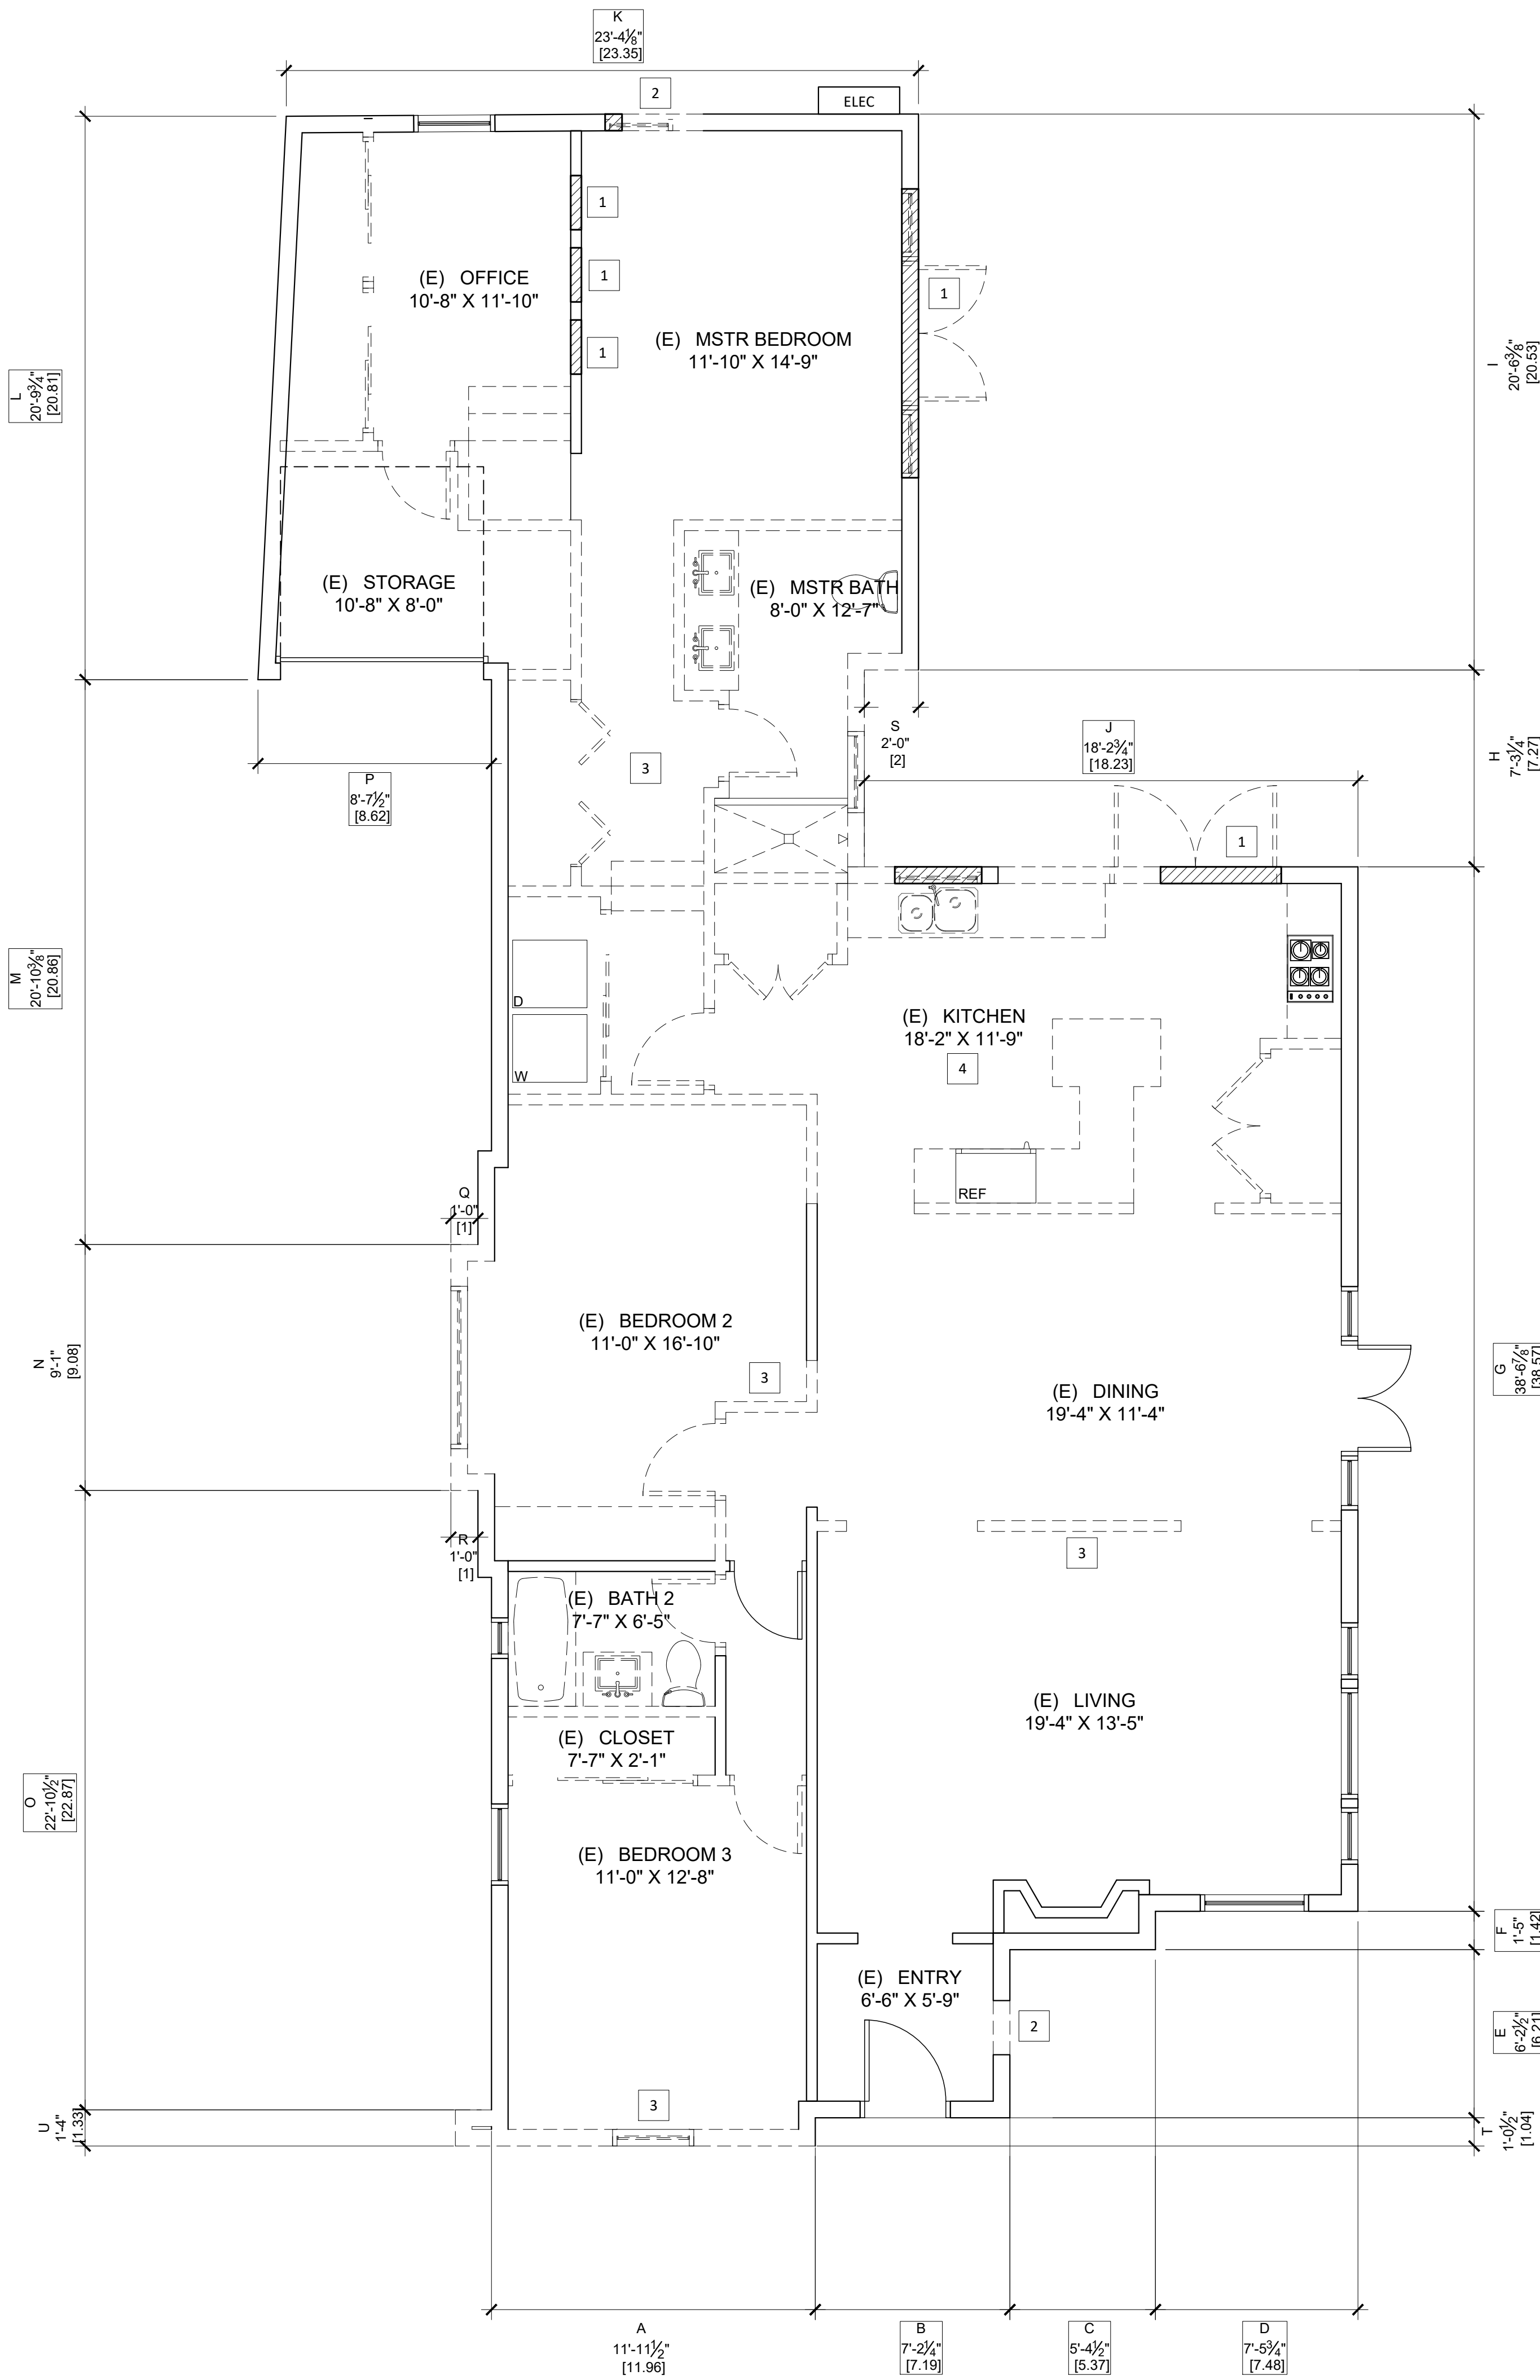 K
23'-4⅛"
[23.35]
2
ELEC
1
(E) OFFICE
10'-8" X 11'-10"
1
1
(E) MSTR BEDROOM
11'-10" X 14'-9"
1
I
20'-6⅜"
[20.53]
L
20'-9¾"
[20.81]
(E) STORAGE
10'-8" X 8'-0"
(E) MSTR BATH
8'-0" X 12'-7"
S
2'-0"
[2]
J
18'-2¾"
[18.23]
H
7'-3¼"
[7.27]
P
8'-7½"
[8.62]
3
1
M
20'-10⅜"
[20.86]
D
W
(E) KITCHEN
18'-2" X 11'-9"
4
REF
Q
1'-0"
[1]
N
9'-1"
[9.08]
(E) BEDROOM 2
11'-0" X 16'-10"
3
(E) DINING
19'-4" X 11'-4"
G
38'-6⅞"
[38.57]
R
1'-0"
[1]
3
(E) BATH 2
7'-7" X 6'-5"
(E) CLOSET
7'-7" X 2'-1"
(E) LIVING
19'-4" X 13'-5"
O
22'-10½"
[22.87]
(E) BEDROOM 3
11'-0" X 12'-8"
F
1'-5"
[1.42]
(E) ENTRY
6'-6" X 5'-9"
2
E
6'-2½"
[6.21]
3
U
1'-4"
[1.33]
T
1'-0½"
[1.04]
A
11'-11½"
[11.96]
B
7'-2¼"
[7.19]
C
5'-4½"
[5.37]
D
7'-5¾"
[7.48]